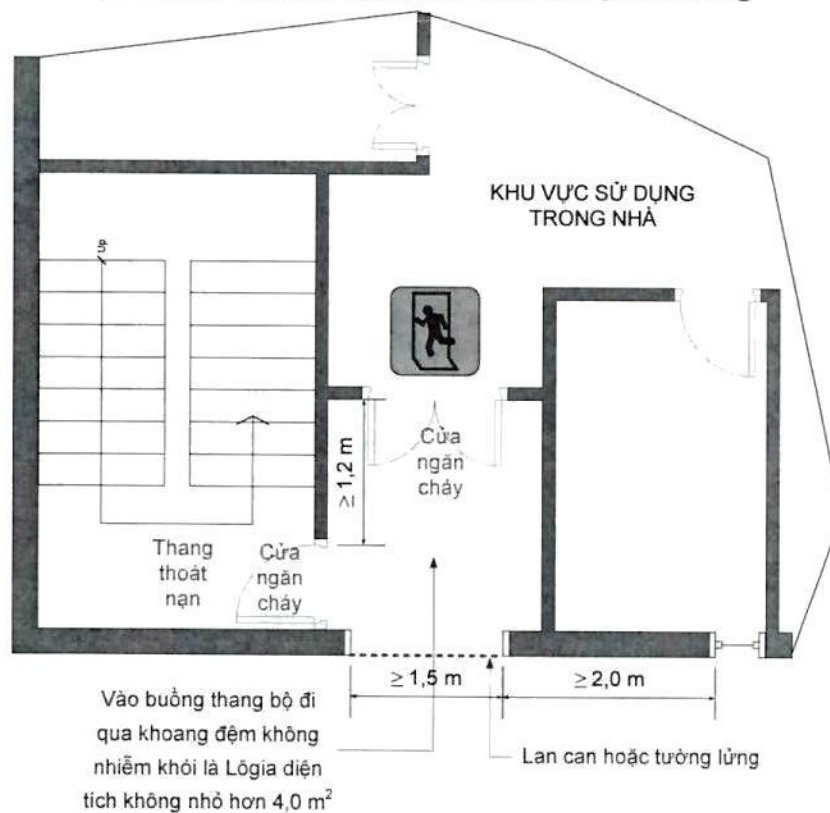 KHU VỰC SỬ DỤNG
TRONG NHÀ
Up
Cửa
ngăn
cháy
≥ 1,2 m
Thang
thoát
nạn
Cửa
ngăn
cháy
≥ 1,5 m
≥ 2,0 m
Vào buồng thang bộ đi
qua khoang đệm không
nhiễm khói là Lôgia diện
tích không nhỏ hơn 4,0 m²
Lan can hoặc tường lửng